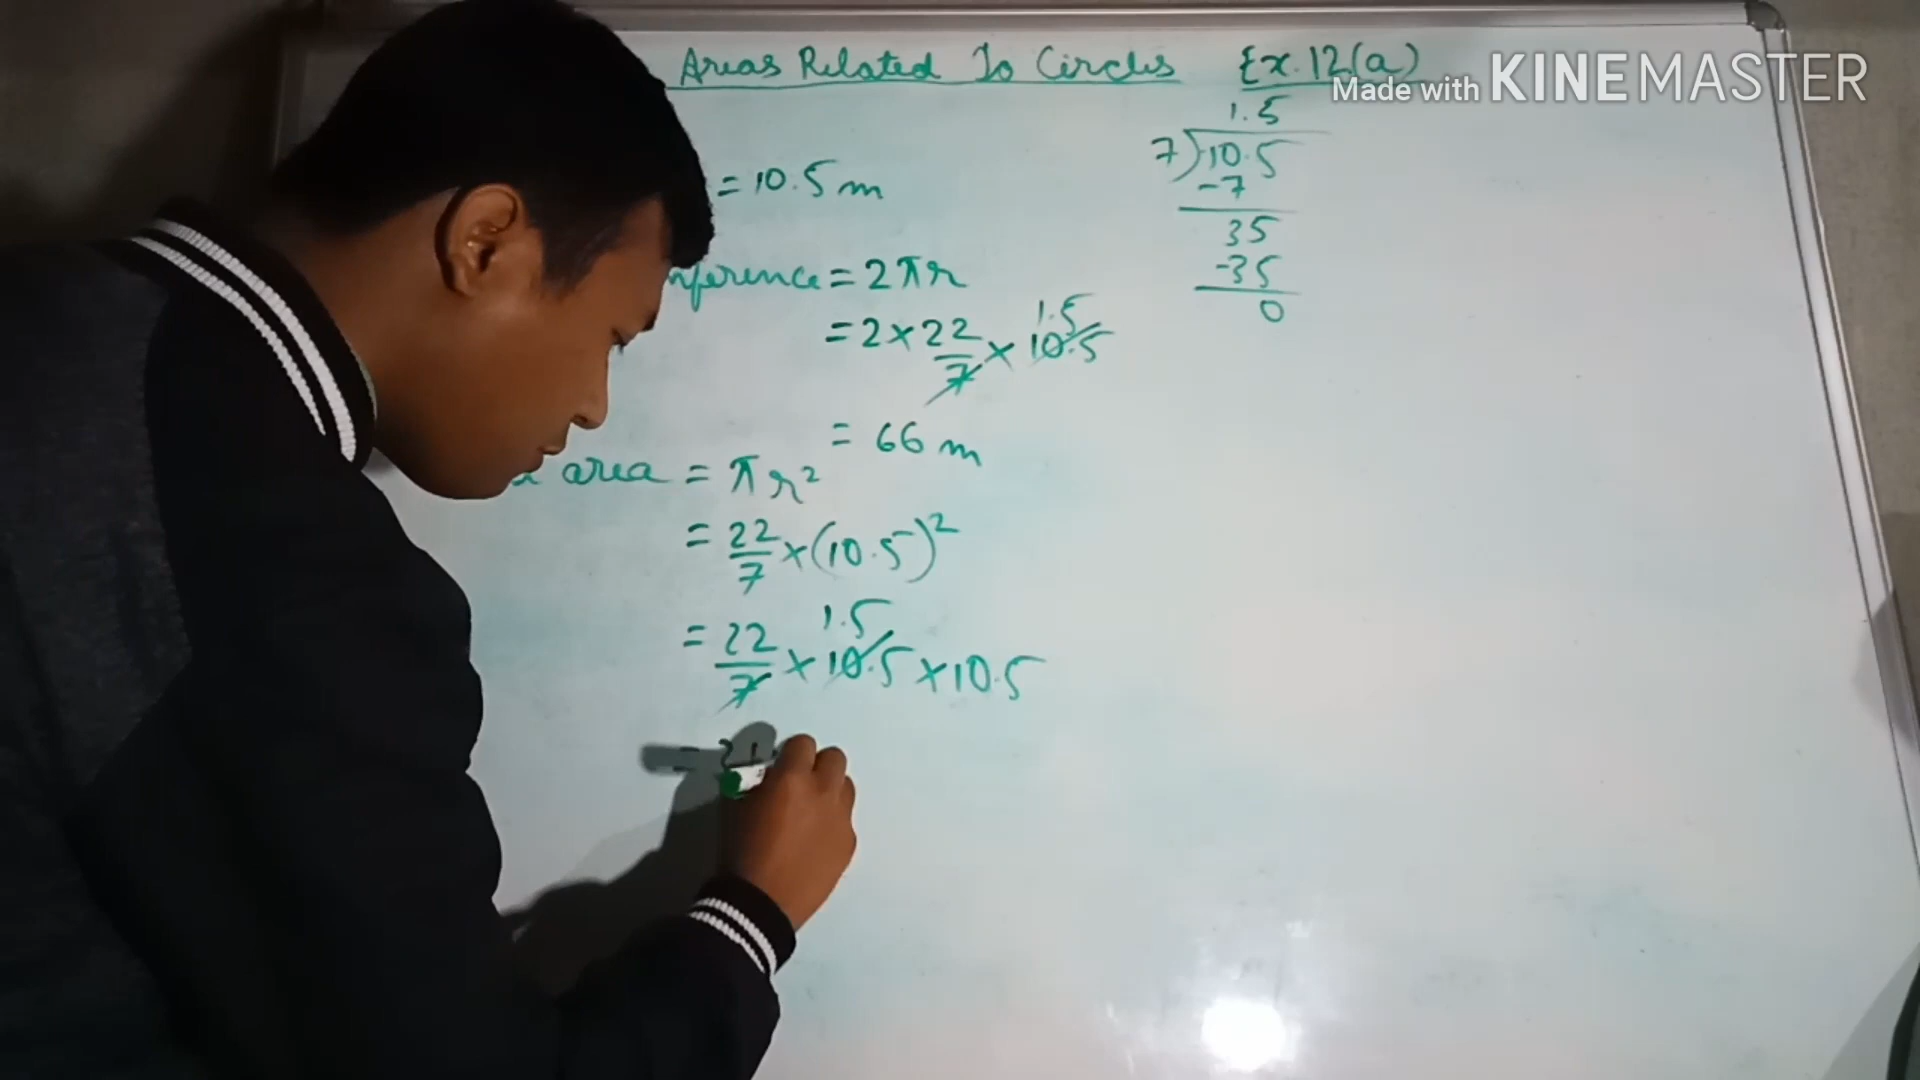 Areas Related To Circles Ex.12(a)
Made with KINEMASTER
1.5
7)10.5
-7
35
-35
0
= 10.5 m
nference = 2πr
1.5
= 2 × 22/7 × 10.5
= 66 m
area = πr²
= 22/7 × (10.5)²
1.5
= 22/7 × 10.5 × 10.5
=